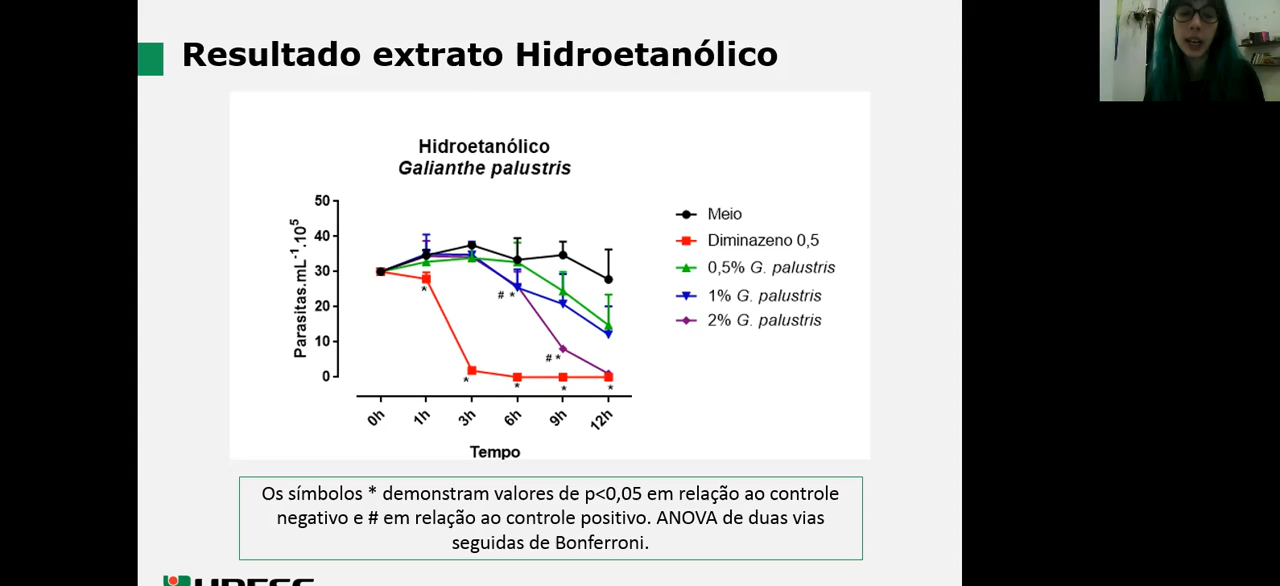 Resultado extrato Hidroetanólico
Hidroetanólico
Galianthe palustris
Parasitas.mL⁻¹.10⁵
50
40
30
20
10
0
* # * # * * * * *
0h 1h 3h 6h 9h 12h
Tempo
Meio
Diminazeno 0,5
0,5% G. palustris
1% G. palustris
2% G. palustris
Os símbolos * demonstram valores de p<0,05 em relação ao controle
negativo e # em relação ao controle positivo. ANOVA de duas vias
seguidas de Bonferroni.